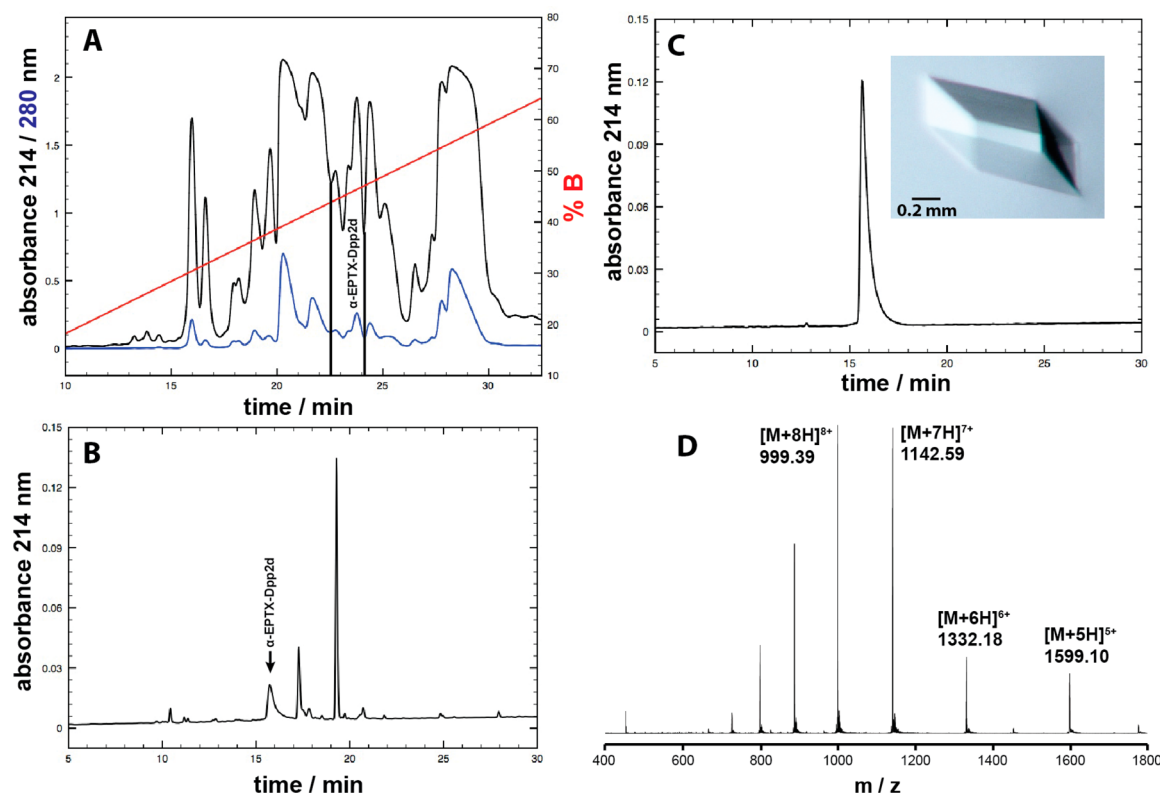 A
absorbance 214 / 280 nm
2
1.5
1
0.5
0
80
70
60
50
40
30
20
10
% B
α-EPTX-Dpp2d
10
15
20
25
30
time / min
C
absorbance 214 nm
0.15
0.12
0.09
0.06
0.03
0
0.2 mm
5
10
15
20
25
30
time / min
B
absorbance 214 nm
0.15
0.12
0.09
0.06
0.03
0
α-EPTX-Dpp2d
5
10
15
20
25
30
time / min
D
[M+8H]8+
999.39
[M+7H]7+
1142.59
[M+6H]6+
1332.18
[M+5H]5+
1599.10
400
600
800
1000
1200
1400
1600
1800
m / z